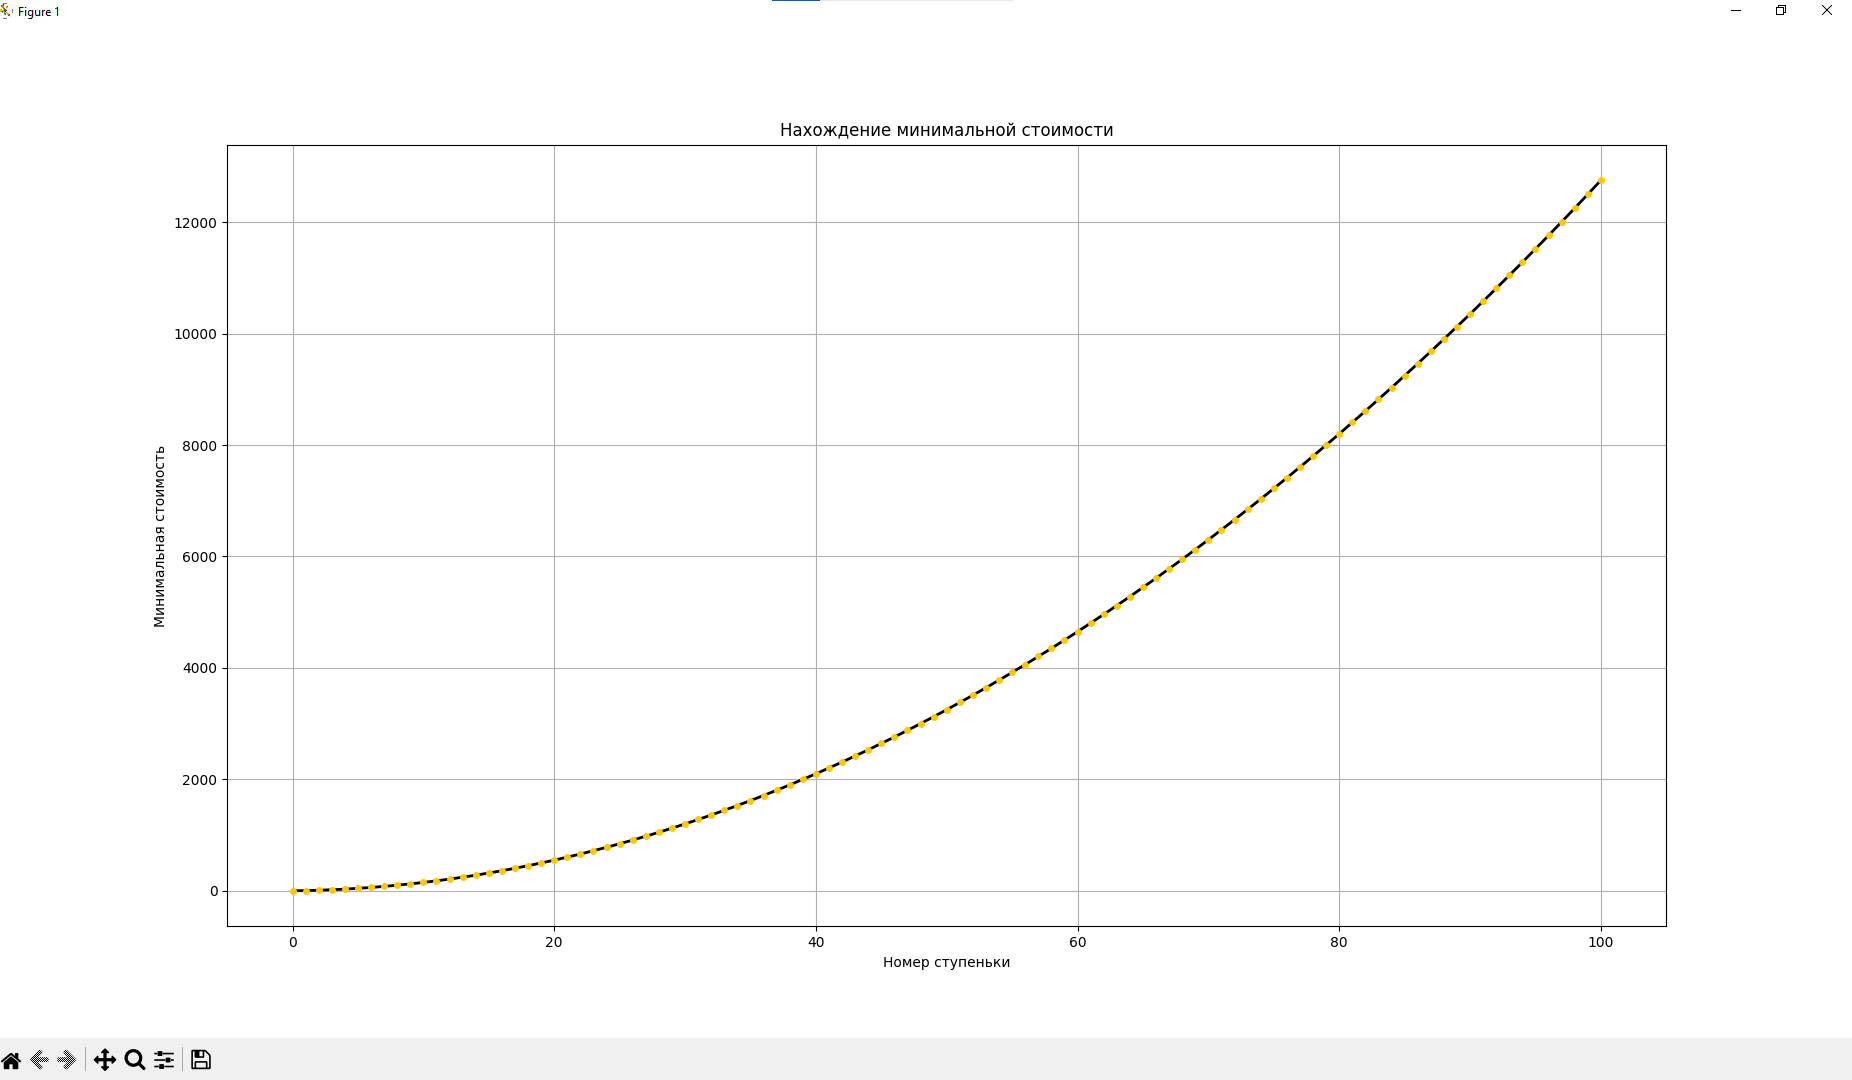 Figure 1
Нахождение минимальной стоимости
12000
10000
8000
6000
4000
2000
0
Минимальная стоимость
0 20 40 60 80 100
Номер ступеньки